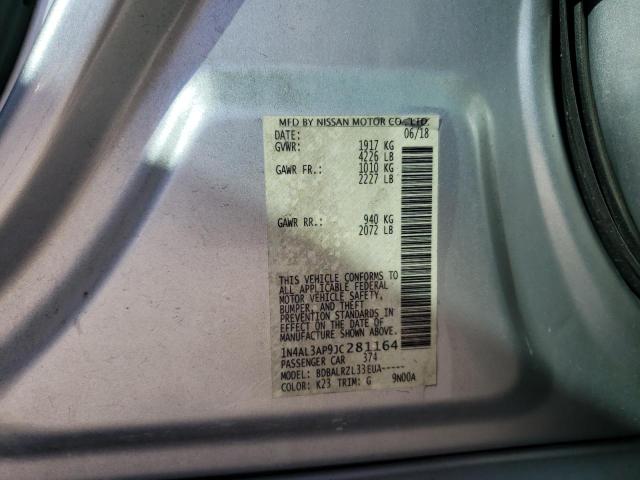 MFD BY NISSAN MOTOR CO., LTD.
DATE: 06/18
GVWR: 1917 KG
4226 LB
GAWR FR.: 1010 KG
2227 LB
GAWR RR.: 940 KG
2072 LB
THIS VEHICLE CONFORMS TO
ALL APPLICABLE FEDERAL
MOTOR VEHICLE SAFETY,
BUMPER, AND THEFT
PREVENTION STANDARDS IN
EFFECT ON THE DATE OF
MANUFACTURE SHOWN ABOVE.
1N4AL3AP9JC281164
PASSENGER CAR 374
MODEL: BDBALRZL33EUA-----
COLOR: K23 TRIM: G 9N00A